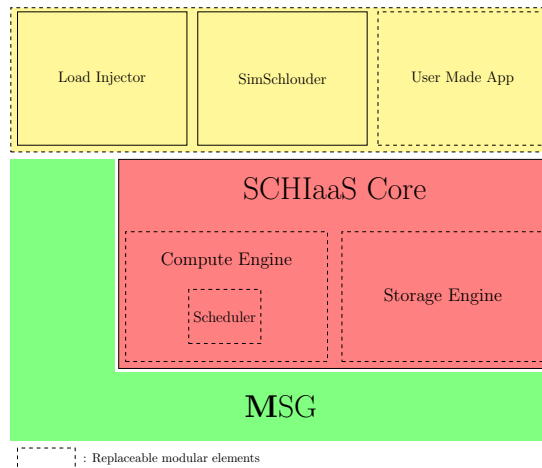 Load Injector
SimSchlouder
User Made App
SCHIaaS Core
Compute Engine
Scheduler
Storage Engine
MSG
: Replaceable modular elements